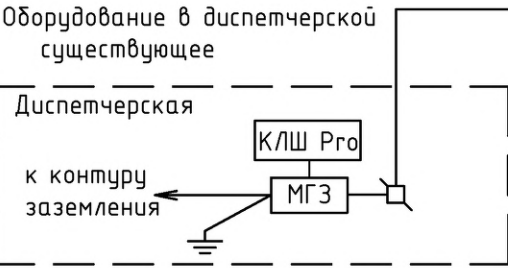 Оборудование в диспетчерской
существующее
Диспетчерская
КЛШ Pro
к контуру
МГЗ
заземления